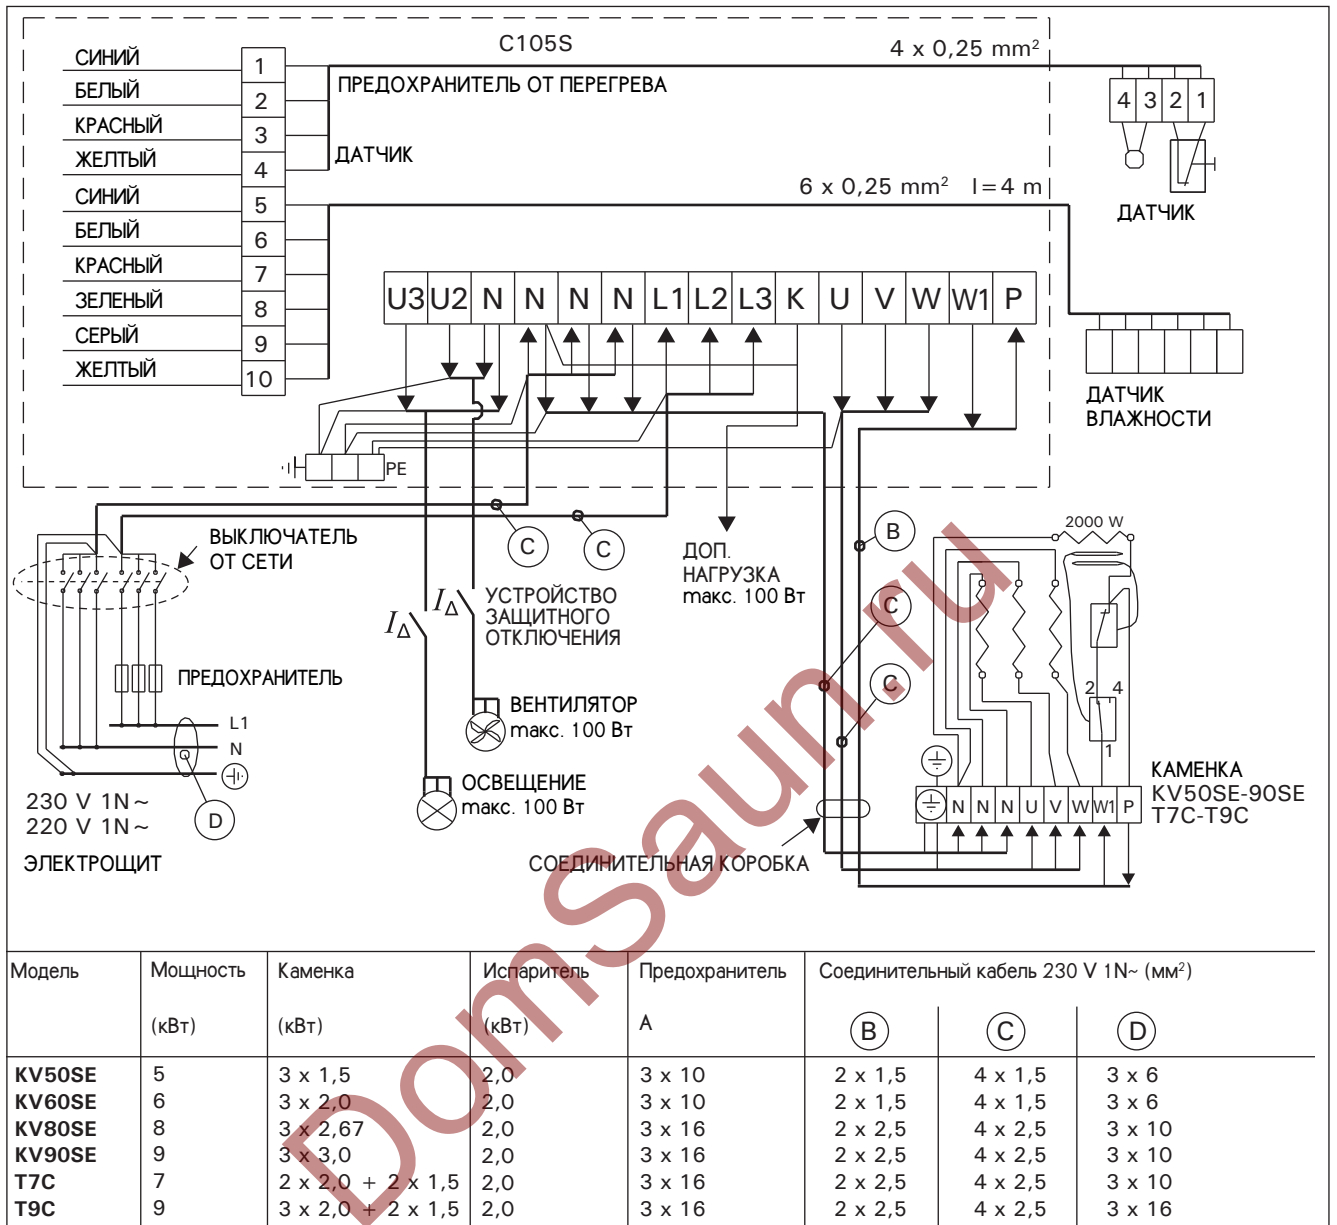 C105S
4 x 0,25 mm²
СИНИЙ 1
БЕЛЫЙ 2
КРАСНЫЙ 3
ЖЕЛТЫЙ 4
СИНИЙ 5
БЕЛЫЙ 6
КРАСНЫЙ 7
ЗЕЛЕНЫЙ 8
СЕРЫЙ 9
ЖЕЛТЫЙ 10
ПРЕДОХРАНИТЕЛЬ ОТ ПЕРЕГРЕВА
ДАТЧИК
4 3 2 1
ДАТЧИК
6 x 0,25 mm² l=4 m
U3 U2 N N N N L1 L2 L3 K U V W W1 P
ДАТЧИК
ВЛАЖНОСТИ
PE
ВЫКЛЮЧАТЕЛЬ
ОТ СЕТИ
C
C
I∆
I∆
УСТРОЙСТВО
ЗАЩИТНОГО
ОТКЛЮЧЕНИЯ
ДОП.
НАГРУЗКА
макс. 100 Вт
B
C
C
2000 W
2 4
1
ПРЕДОХРАНИТЕЛЬ
L1
N
D
230 V 1N~
220 V 1N~
ЭЛЕКТРОЩИТ
ВЕНТИЛЯТОР
макс. 100 Вт
ОСВЕЩЕНИЕ
макс. 100 Вт
СОЕДИНИТЕЛЬНАЯ КОРОБКА
N N N U V W W1 P
КАМЕНКА
KV50SE-90SE
T7C-T9C
Модель Мощность Каменка Испаритель Предохранитель Соединительный кабель 230 V 1N~ (мм²)
(кВт) (кВт) (кВт) А B C D
KV50SE 5 3 x 1,5 2,0 3 x 10 2 x 1,5 4 x 1,5 3 x 6
KV60SE 6 3 x 2,0 2,0 3 x 10 2 x 1,5 4 x 1,5 3 x 6
KV80SE 8 3 x 2,67 2,0 3 x 16 2 x 2,5 4 x 2,5 3 x 10
KV90SE 9 3 x 3,0 2,0 3 x 16 2 x 2,5 4 x 2,5 3 x 10
T7C 7 2 x 2,0 + 2 x 1,5 2,0 3 x 16 2 x 2,5 4 x 2,5 3 x 10
T9C 9 3 x 2,0 + 2 x 1,5 2,0 3 x 16 2 x 2,5 4 x 2,5 3 x 16
DomSaun.ru